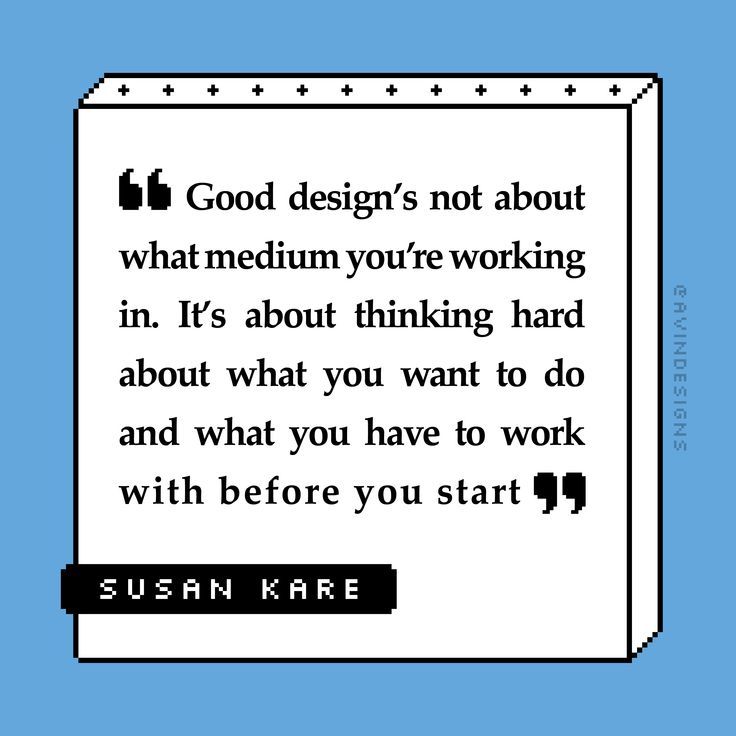 “ Good design’s not about
what medium you’re working
in. It’s about thinking hard
about what you want to do
and what you have to work
with before you start ”
SUSAN KARE
@AVINDESIGNS